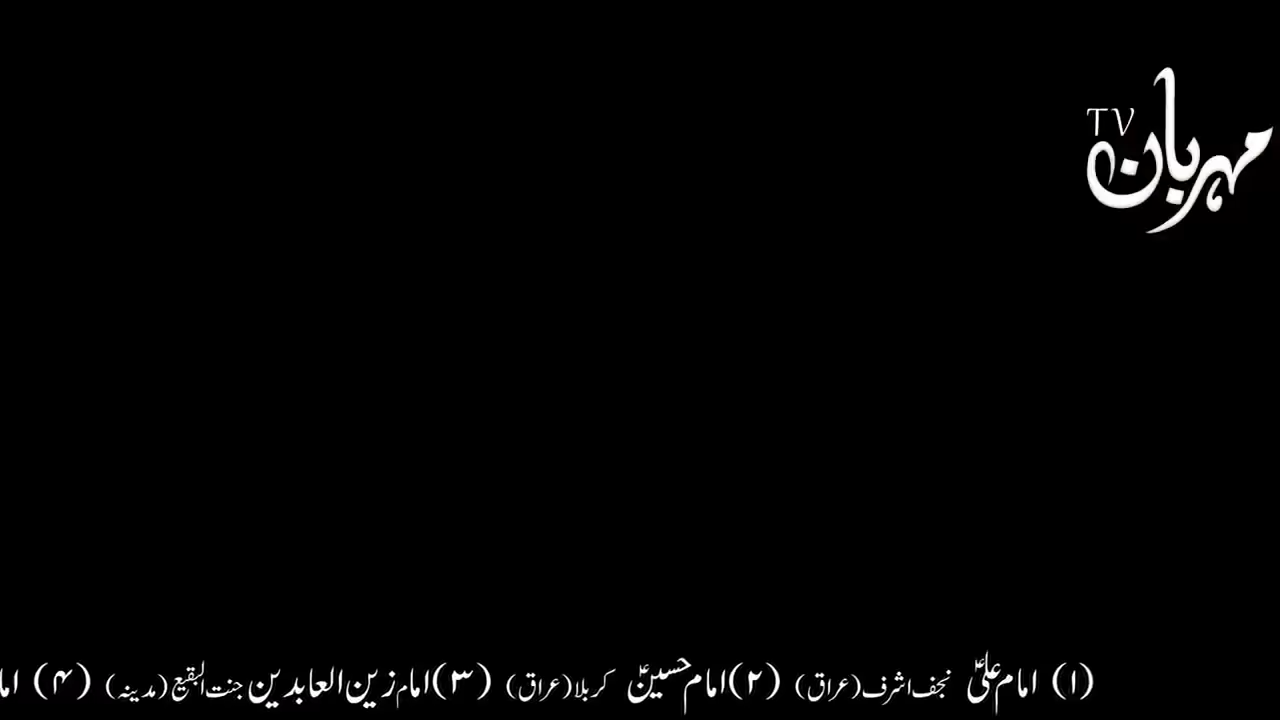 TV
مہربان
(۱) امام علیؑ نجف اشرف (عراق) (۲) امام حسینؑ کربلا (عراق) (۳) امام زین العابدین جنت البقیع (مدینہ) (۴)